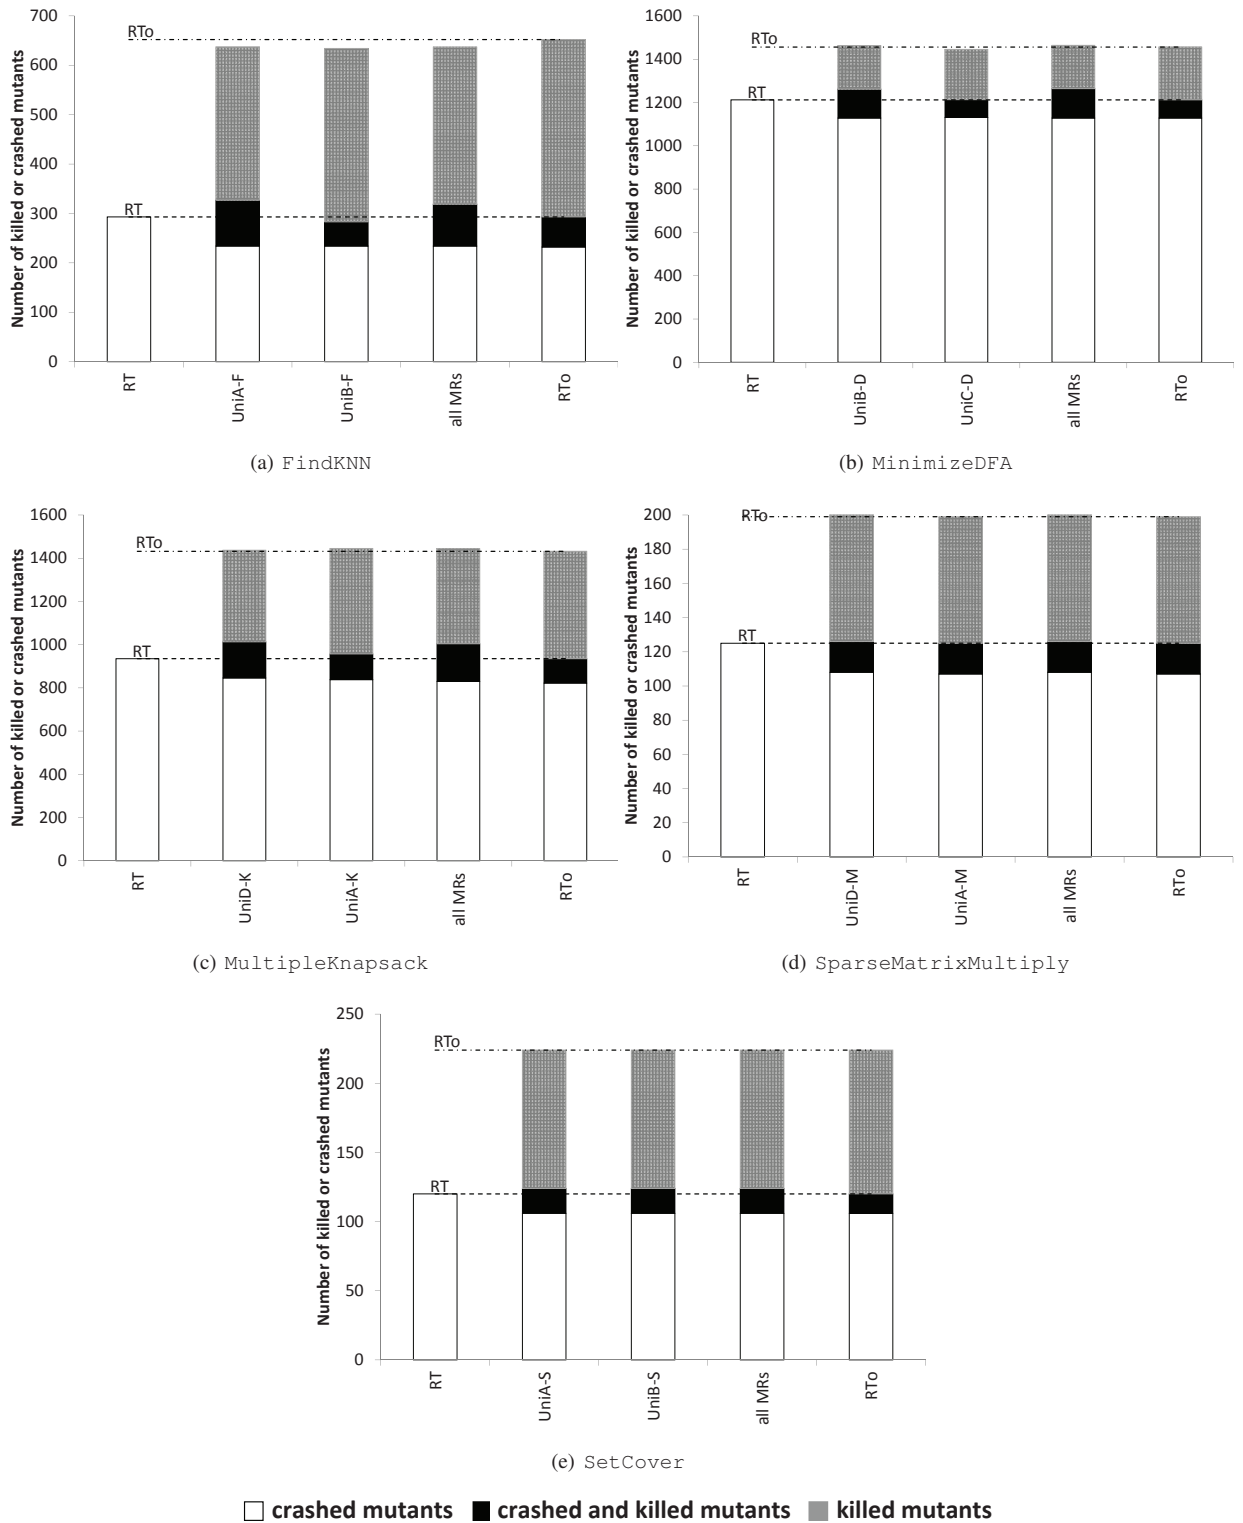 Number of killed or crashed mutants
700
600
500
400
300
200
100
0
RTo
RT
RT
UniA-F
UniB-F
all MRs
RTo
(a) FindKNN
Number of killed or crashed mutants
1600
1400
1200
1000
800
600
400
200
0
RTo
RT
RT
UniB-D
UniC-D
all MRs
RTo
(b) MinimizeDFA
Number of killed or crashed mutants
1600
1400
1200
1000
800
600
400
200
0
RTo
RT
RT
UniD-K
UniA-K
all MRs
RTo
(c) MultipleKnapsack
Number of killed or crashed mutants
200
180
160
140
120
100
80
60
40
20
0
RTo
RT
RT
UniD-M
UniA-M
all MRs
RTo
(d) SparseMatrixMultiply
Number of killed or crashed mutants
250
200
150
100
50
0
RTo
RT
RT
UniA-S
UniB-S
all MRs
RTo
(e) SetCover
crashed mutants crashed and killed mutants killed mutants